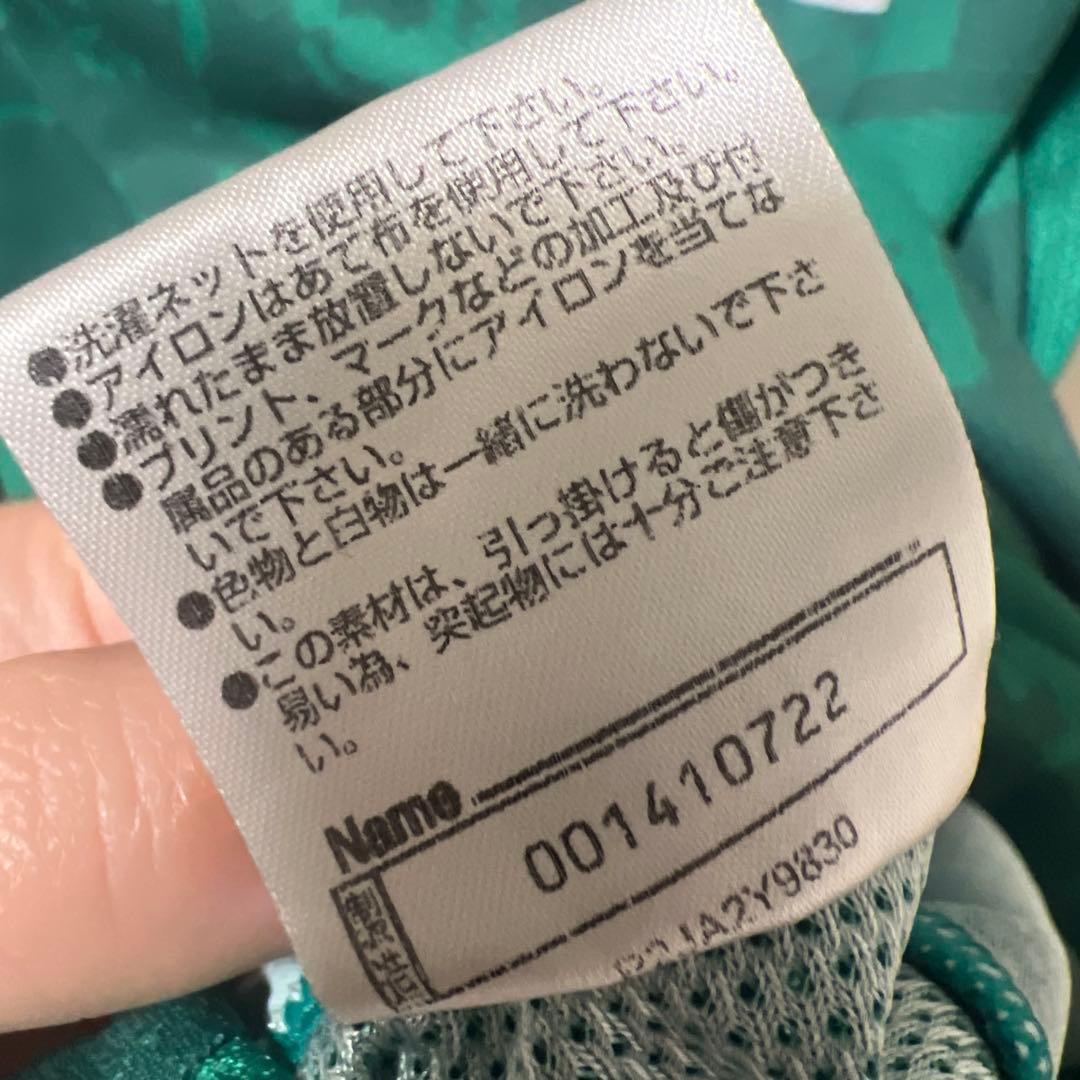 ●洗濯ネットを使用して下さい。
●アイロンはあて布を使用して下さい。
●濡れたまま放置しないで下さい。
●プリント、マークなどの加工及び付
属品のある部分にアイロンを当てな
いで下さい。
●色物と白物は一緒に洗わないで下さ
い。
●この素材は、引っ掛けると傷がつき
易い為、突起物には十分ご注意下さ
い。
Name
001410722
JA2Y9830